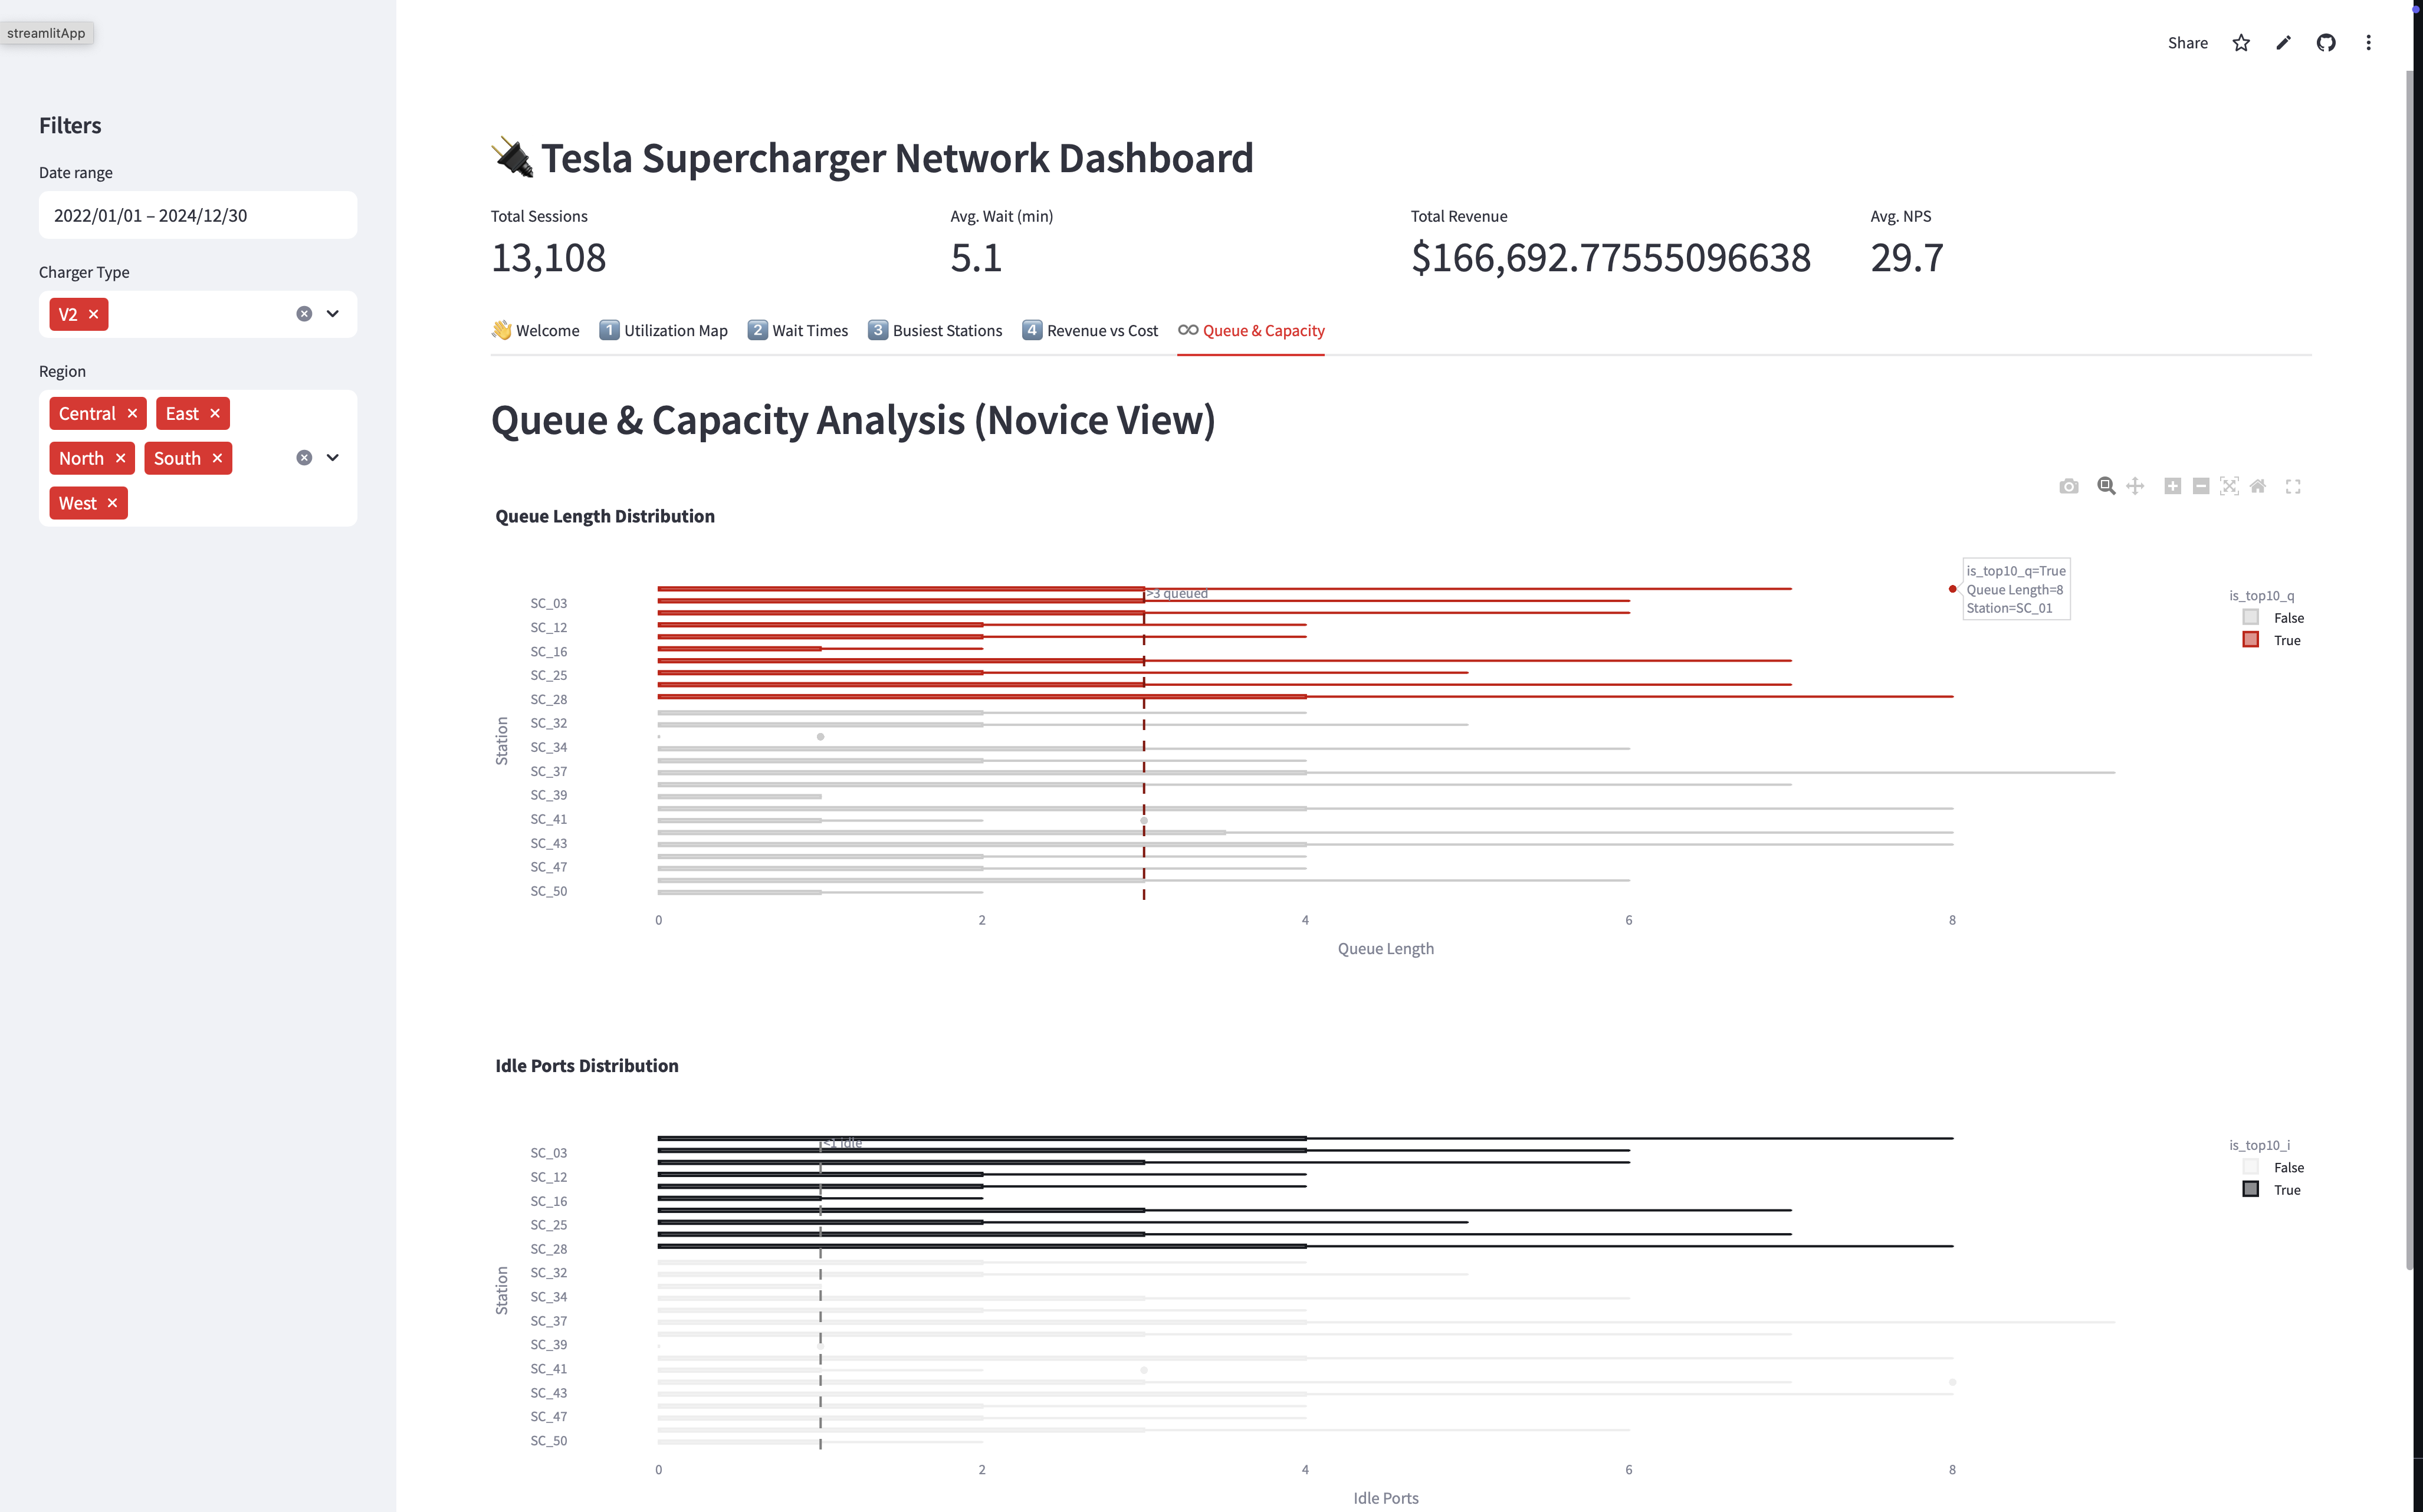 streamlitApp
Share
Filters
Date range
2022/01/01 – 2024/12/30
Charger Type
V2
Region
Central East
North South
West
Tesla Supercharger Network Dashboard
Total Sessions Avg. Wait (min) Total Revenue Avg. NPS
13,108 5.1 $166,692.77555096638 29.7
👋 Welcome 1 Utilization Map 2 Wait Times 3 Busiest Stations 4 Revenue vs Cost ∞ Queue & Capacity
Queue & Capacity Analysis (Novice View)
Queue Length Distribution
>3 queued
is_top10_q=True
Queue Length=8
Station=SC_01
is_top10_q
False
True
Station
SC_03
SC_12
SC_16
SC_25
SC_28
SC_32
SC_34
SC_37
SC_39
SC_41
SC_43
SC_47
SC_50
0 2 4 6 8
Queue Length
Idle Ports Distribution
<1 idle
is_top10_i
False
True
Station
SC_03
SC_12
SC_16
SC_25
SC_28
SC_32
SC_34
SC_37
SC_39
SC_41
SC_43
SC_47
SC_50
0 2 4 6 8
Idle Ports